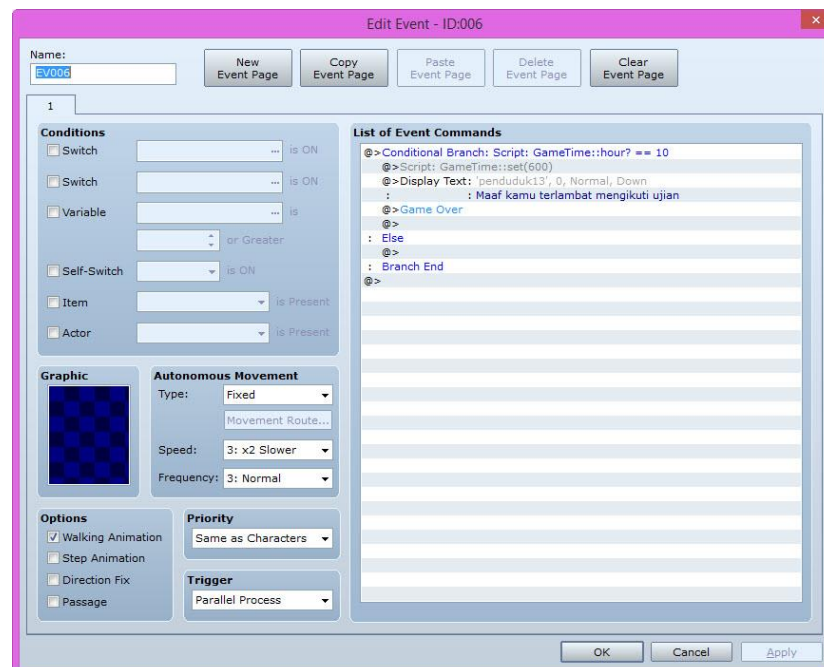 Edit Event - ID:006
Name:
EV006
New Event Page
Copy Event Page
Paste Event Page
Delete Event Page
Clear Event Page
1
Conditions
Switch ... is ON
Switch ... is ON
Variable ... is
or Greater
Self-Switch is ON
Item is Present
Actor is Present
Graphic
Autonomous Movement
Type: Fixed
Movement Route...
Speed: 3: x2 Slower
Frequency: 3: Normal
Options
Walking Animation
Step Animation
Direction Fix
Passage
Priority
Same as Characters
Trigger
Parallel Process
List of Event Commands
@>Conditional Branch: Script: GameTime::hour? == 10
@>Script: GameTime::set(600)
@>Display Text: 'penduduk13', 0, Normal, Down
: : Maaf kamu terlambat mengikuti ujian
@>Game Over
@>
: Else
@>
: Branch End
@>
OK
Cancel
Apply